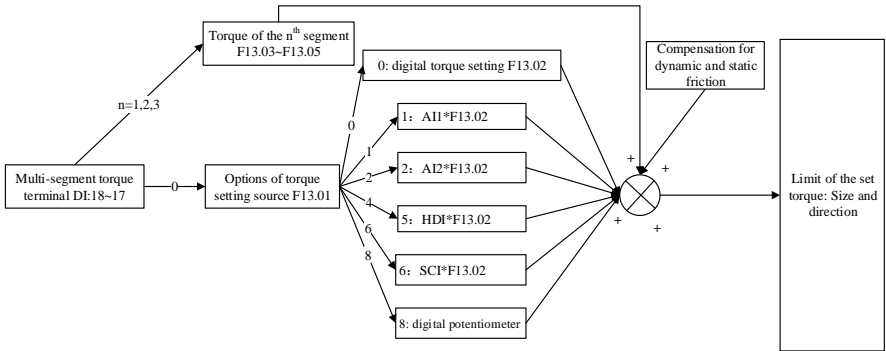 Torque of the nth segment
F13.03~F13.05
n=1,2,3
Multi-segment torque
terminal DI:18~17
0
Options of torque
setting source F13.01
0
1
2
4
6
8
0: digital torque setting F13.02
1： AI1*F13.02
2： AI2*F13.02
5： HDI*F13.02
6： SCI*F13.02
8: digital potentiometer
Compensation for
dynamic and static
friction
+
+
+
+
Limit of the set
torque: Size and
direction